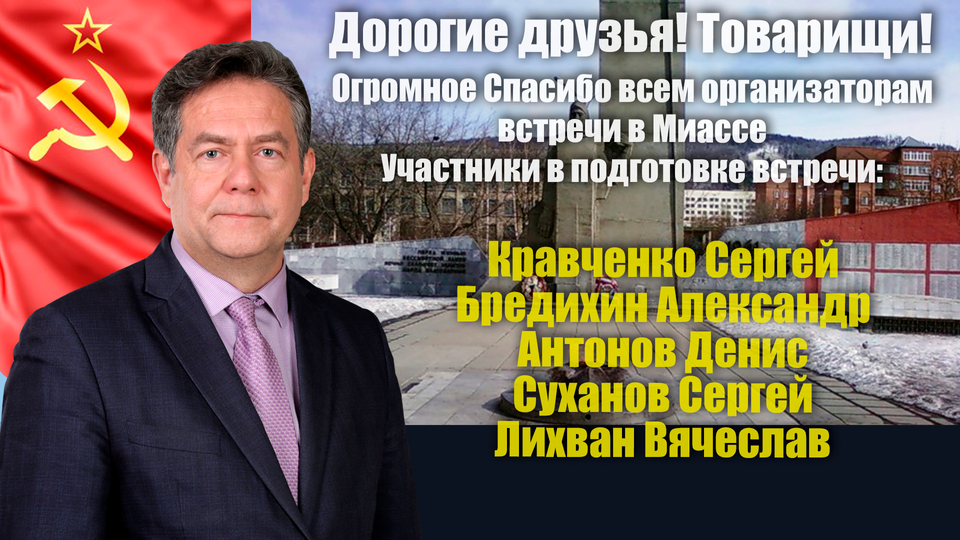 Дорогие друзья! Товарищи!
Огромное Спасибо всем организаторам
встречи в Миассе
Участники в подготовке встречи:
Кравченко Сергей
Бредихин Александр
Антонов Денис
Суханов Сергей
Лихван Вячеслав